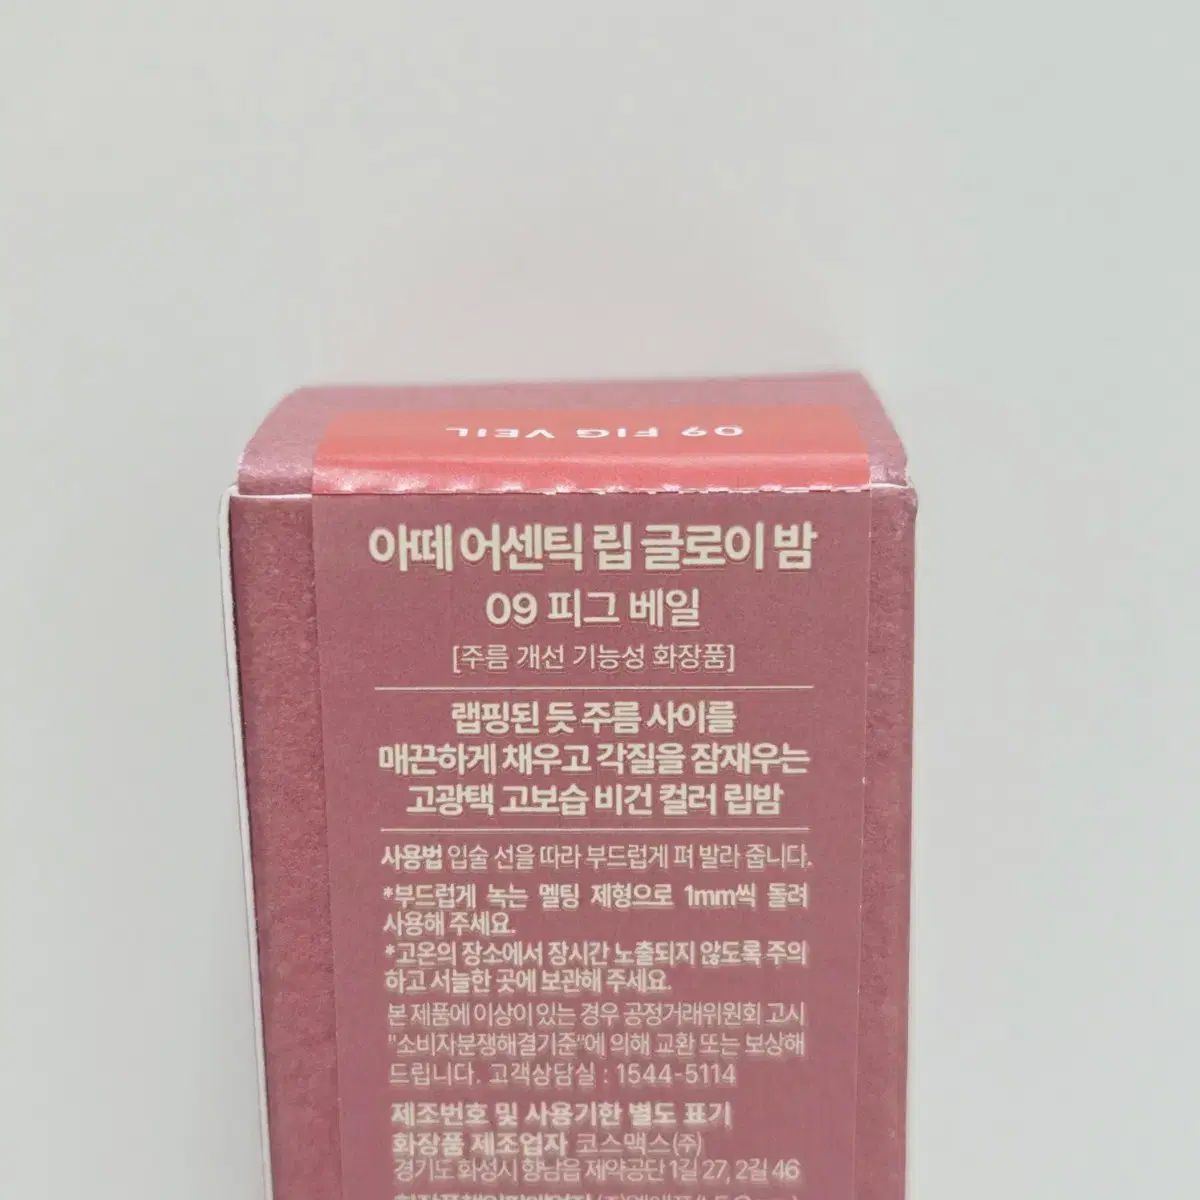 09 FIG VEIL
아떼 어센틱 립 글로이 밤
09 피그 베일
[주름 개선 기능성 화장품]
랩핑된 듯 주름 사이를
매끈하게 채우고 각질을 잠재우는
고광택 고보습 비건 컬러 립밤
사용법 입술 선을 따라 부드럽게 펴 발라 줍니다.
*부드럽게 녹는 멜팅 제형으로 1mm씩 돌려
사용해 주세요.
*고온의 장소에서 장시간 노출되지 않도록 주의
하고 서늘한 곳에 보관해 주세요.
본 제품에 이상이 있는 경우 공정거래위원회 고시
"소비자분쟁해결기준"에 의해 교환 또는 보상해
드립니다. 고객상담실 : 1544-5114
제조번호 및 사용기한 별도 표기
화장품 제조업자 코스맥스(주)
경기도 화성시 향남읍 제약공단 1길 27, 2길 46